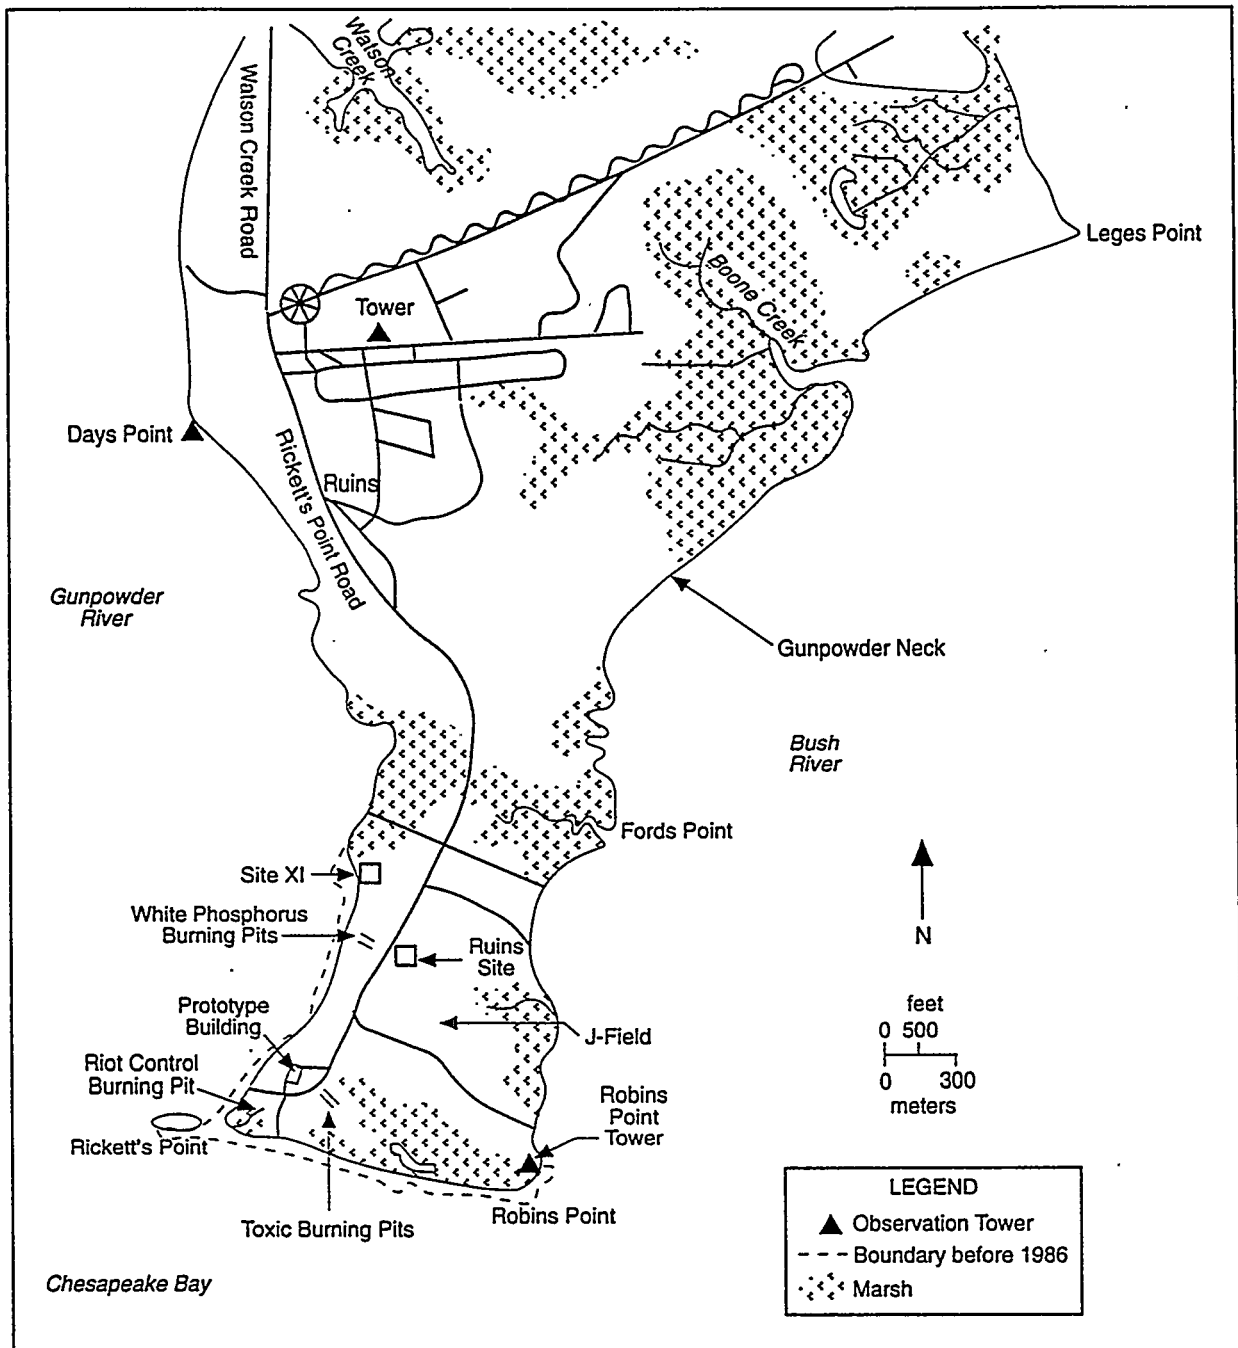 Watson
Creek
Watson Creek Road
Leges Point
Boone Creek
Tower
Days Point
Rickett's Point Road
Ruins
Gunpowder
River
Gunpowder Neck
Bush
River
Fords Point
Site XI
White Phosphorus
Burning Pits
Ruins
Site
N
Prototype
Building
J-Field
feet
0 500
0 300
meters
Riot Control
Burning Pit
Robins
Point
Tower
Rickett's Point
Toxic Burning Pits
Robins Point
Chesapeake Bay
LEGEND
Observation Tower
Boundary before 1986
Marsh